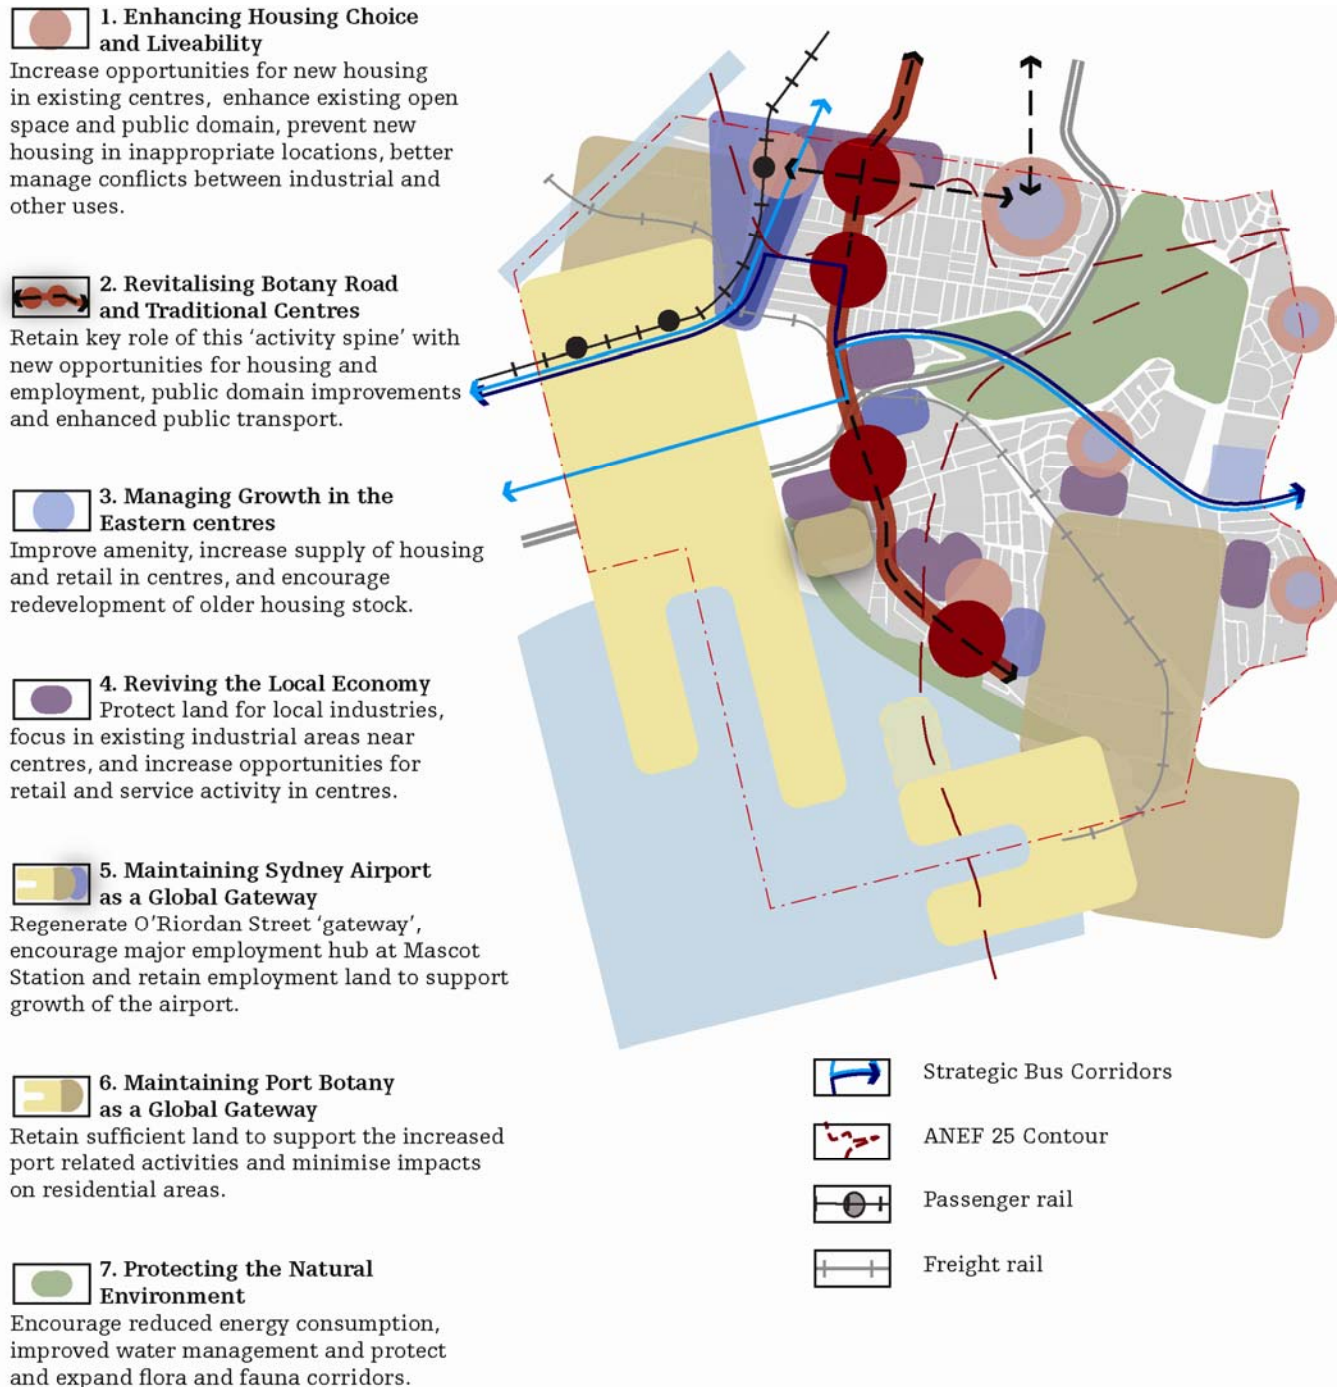 1. Enhancing Housing Choice
and Liveability
Increase opportunities for new housing
in existing centres, enhance existing open
space and public domain, prevent new
housing in inappropriate locations, better
manage conflicts between industrial and
other uses.
2. Revitalising Botany Road
and Traditional Centres
Retain key role of this ‘activity spine’ with
new opportunities for housing and
employment, public domain improvements
and enhanced public transport.
3. Managing Growth in the
Eastern centres
Improve amenity, increase supply of housing
and retail in centres, and encourage
redevelopment of older housing stock.
4. Reviving the Local Economy
Protect land for local industries,
focus in existing industrial areas near
centres, and increase opportunities for
retail and service activity in centres.
5. Maintaining Sydney Airport
as a Global Gateway
Regenerate O’Riordan Street ‘gateway’,
encourage major employment hub at Mascot
Station and retain employment land to support
growth of the airport.
6. Maintaining Port Botany
as a Global Gateway
Retain sufficient land to support the increased
port related activities and minimise impacts
on residential areas.
7. Protecting the Natural
Environment
Encourage reduced energy consumption,
improved water management and protect
and expand flora and fauna corridors.
Strategic Bus Corridors
ANEF 25 Contour
Passenger rail
Freight rail